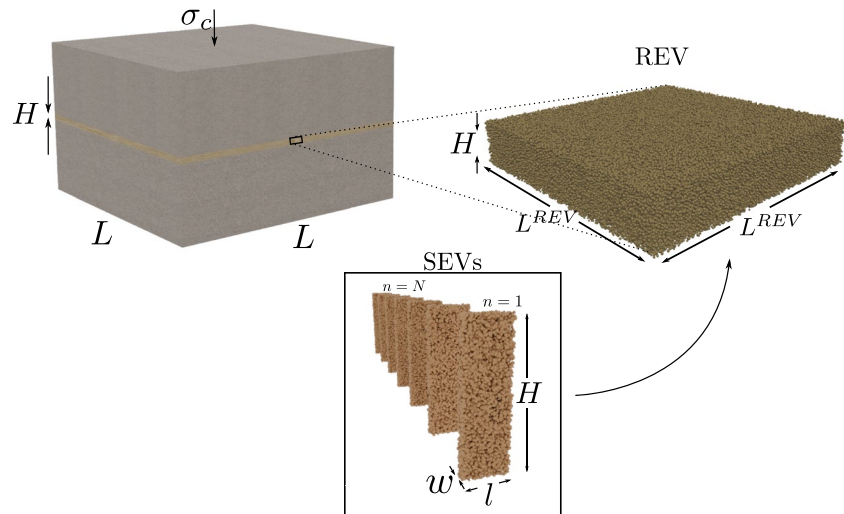 σ_c
REV
H
H
L
L
L^{REV}
L^{REV}
SEVs
n = N
n = 1
H
w
l